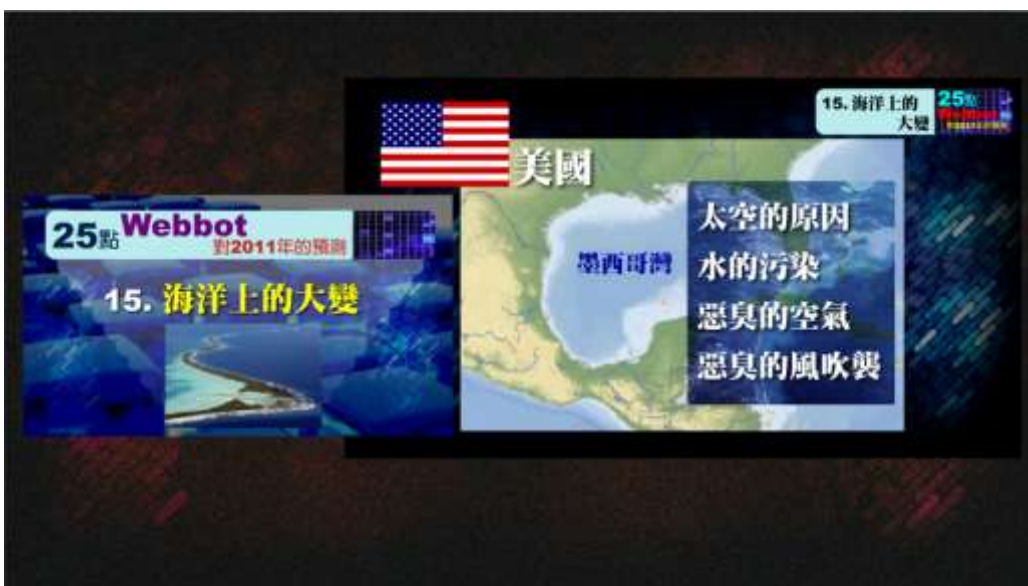 25點 Webbot
對2011年的預測
15. 海洋上的大變
15. 海洋上的
大變
25點
Webbot
美國
墨西哥灣
太空的原因
水的污染
惡臭的空氣
惡臭的風吹襲